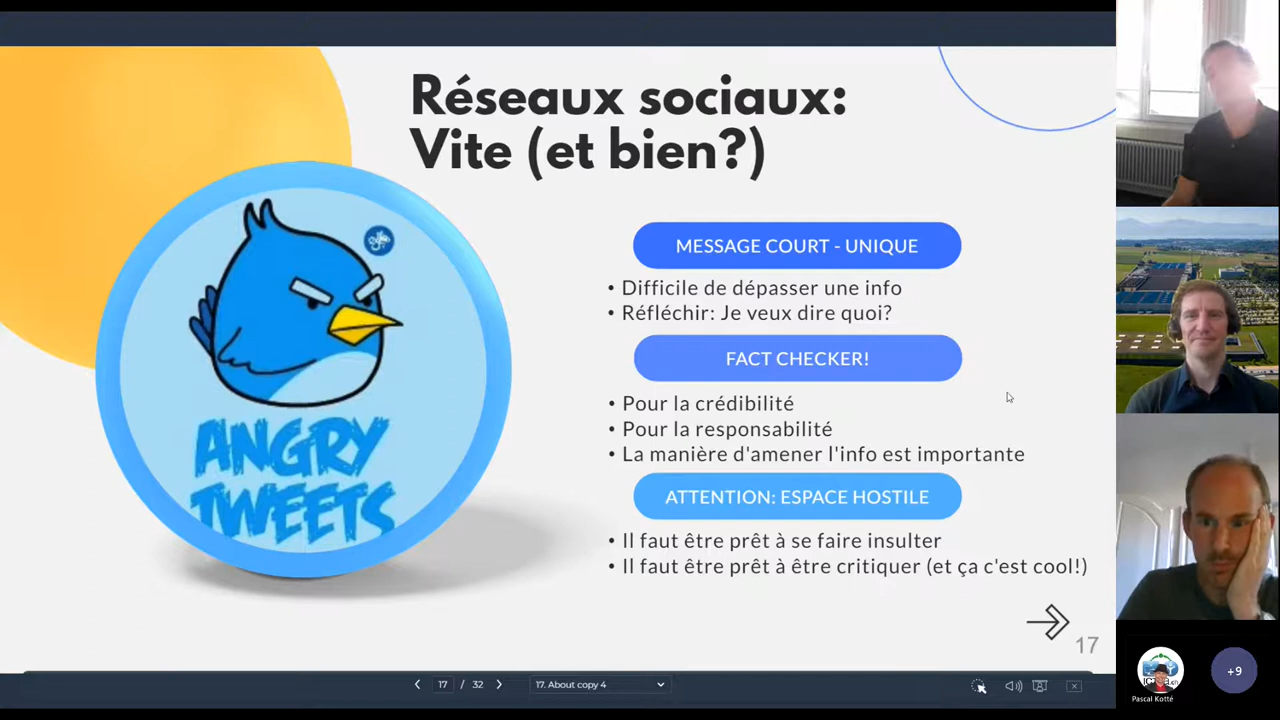 Réseaux sociaux:
Vite (et bien?)
MESSAGE COURT - UNIQUE
• Difficile de dépasser une info
• Réfléchir: Je veux dire quoi?
FACT CHECKER!
• Pour la crédibilité
• Pour la responsabilité
• La manière d'amener l'info est importante
ATTENTION: ESPACE HOSTILE
• Il faut être prêt à se faire insulter
• Il faut être prêt à être critiquer (et ça c'est cool!)
ANGRY
TWEETS
17
17 / 32
17. About copy 4
+9
Pascal Kotté